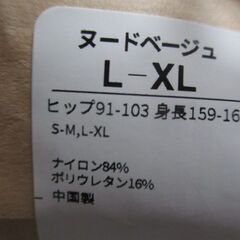 ヌードベージュ
L-XL
ヒップ91-103 身長159-16
S-M,L-XL
ナイロン84%
ポリウレタン16%
中国製